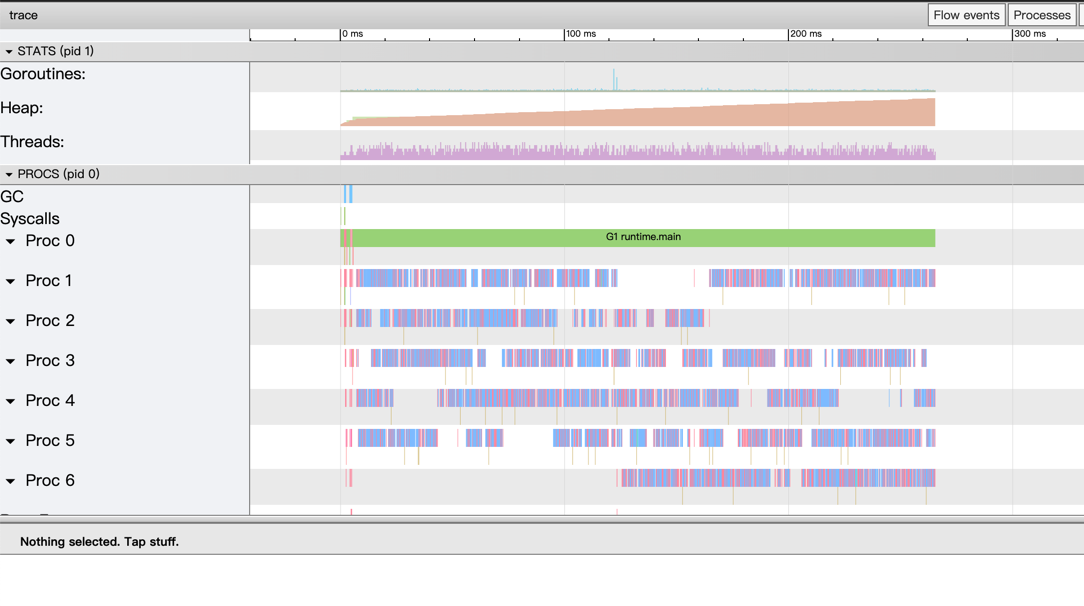 trace
Flow events
Processes
0 ms
100 ms
200 ms
300 ms
STATS (pid 1)
Goroutines:
Heap:
Threads:
PROCS (pid 0)
GC
Syscalls
Proc 0
G1 runtime.main
Proc 1
Proc 2
Proc 3
Proc 4
Proc 5
Proc 6
Nothing selected. Tap stuff.